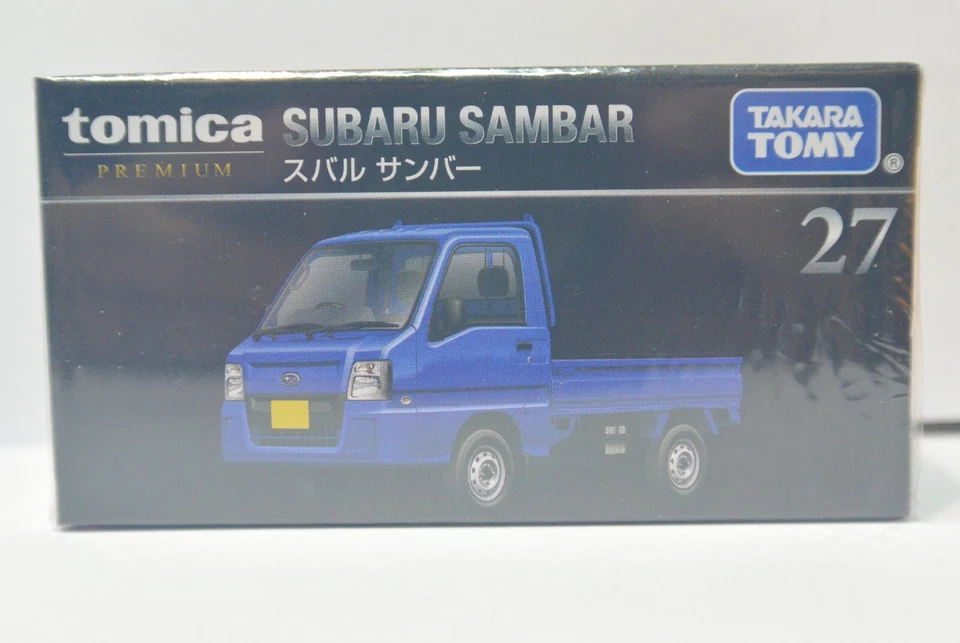 tomica
PREMIUM
SUBARU SAMBAR
スバル サンバー
TAKARA
TOMY
®
27